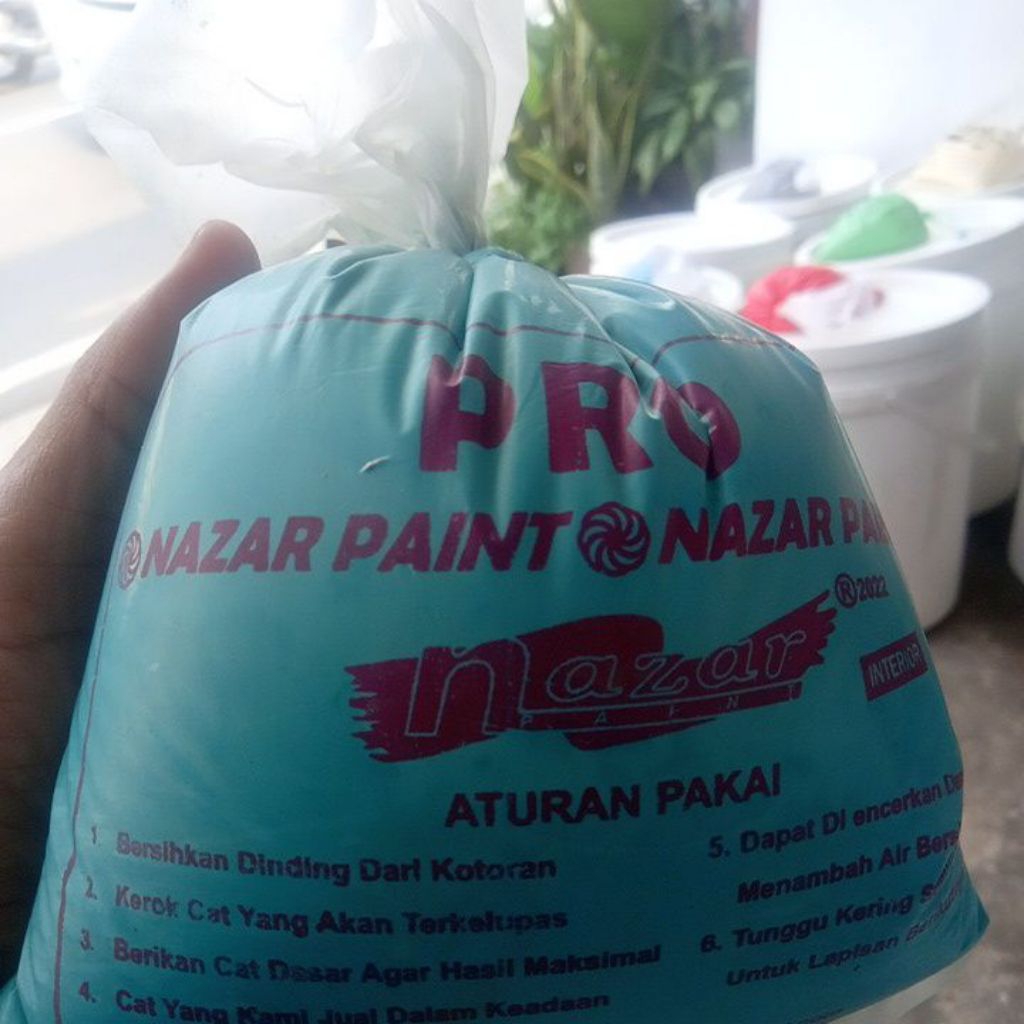 PRO
NAZAR PAINT NAZAR PA
® 2022
nazar
PAINT
INTERIOR
ATURAN PAKAI
1. Bersihkan Dinding Dari Kotoran
2. Kerok Cat Yang Akan Terkelupas
3. Berikan Cat Dasar Agar Hasil Maksimal
4. Cat Yang Kami Jual Dalam Keadaan
5. Dapat Di encerkan
Menambah Air
6. Tunggu Kering
Untuk Lapisan